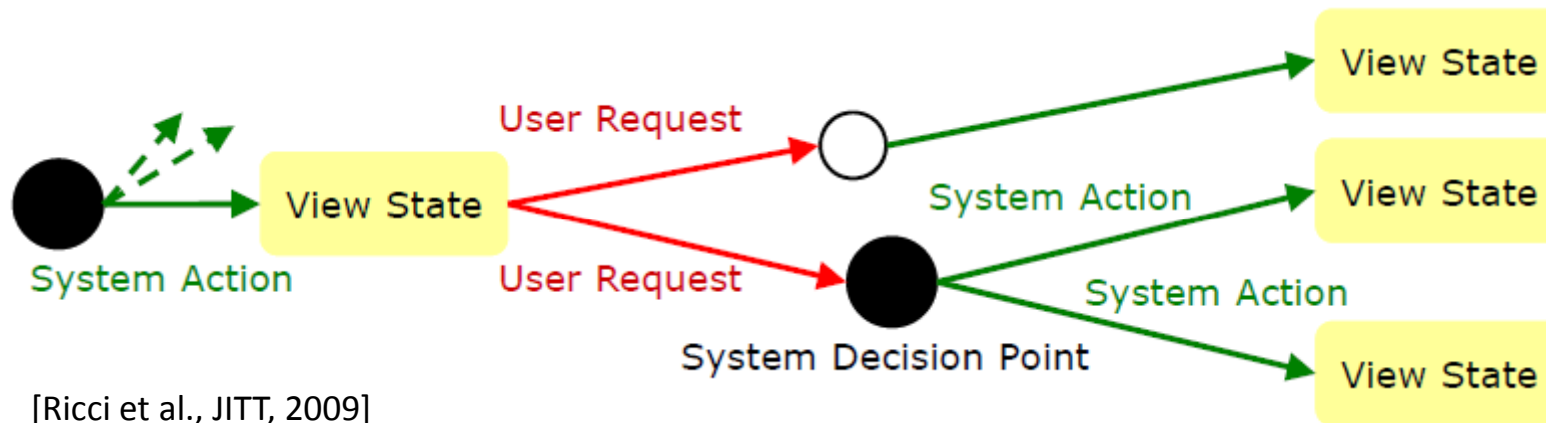 View State
User Request
View State
System Action
View State
System Action
User Request
System Action
System Decision Point
View State
[Ricci et al., JITT, 2009]